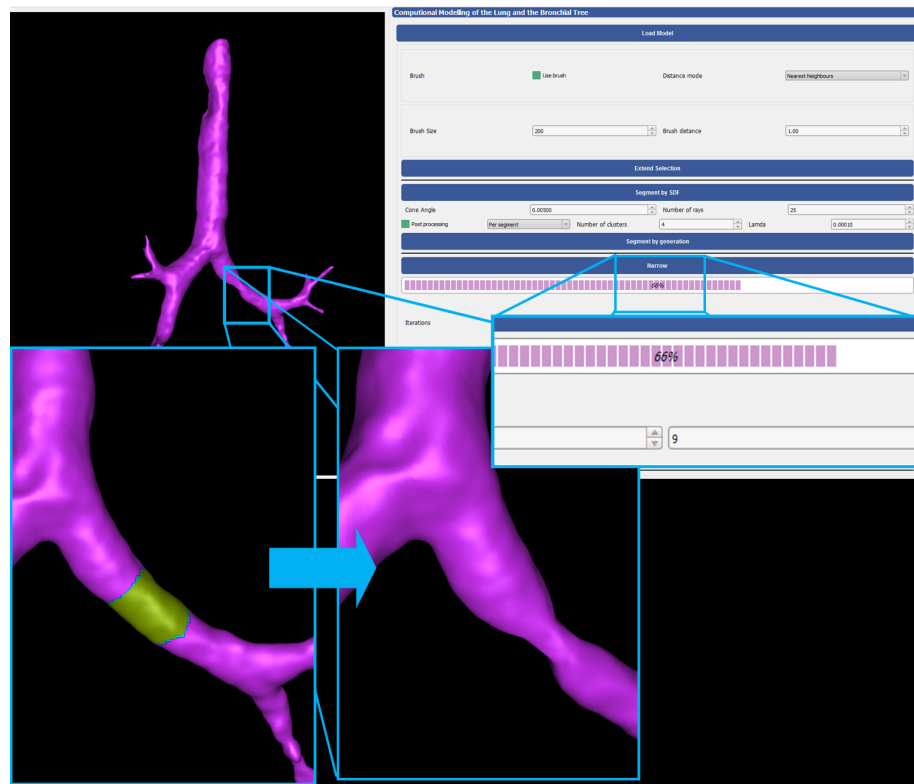 Computional Modelling of the Lung and the Bronchial Tree
Load Model
Brush Use brush Distance mode Nearest Neighbours
Brush Size 200 Brush distance 1.00
Extend Selection
Segment by SDF
Cone Angle 0.00500 Number of rays 25
Post processing Per segment Number of clusters 4 Lamda 0.00010
Segment by generation
Narrow
66%
Iterations
66%
9